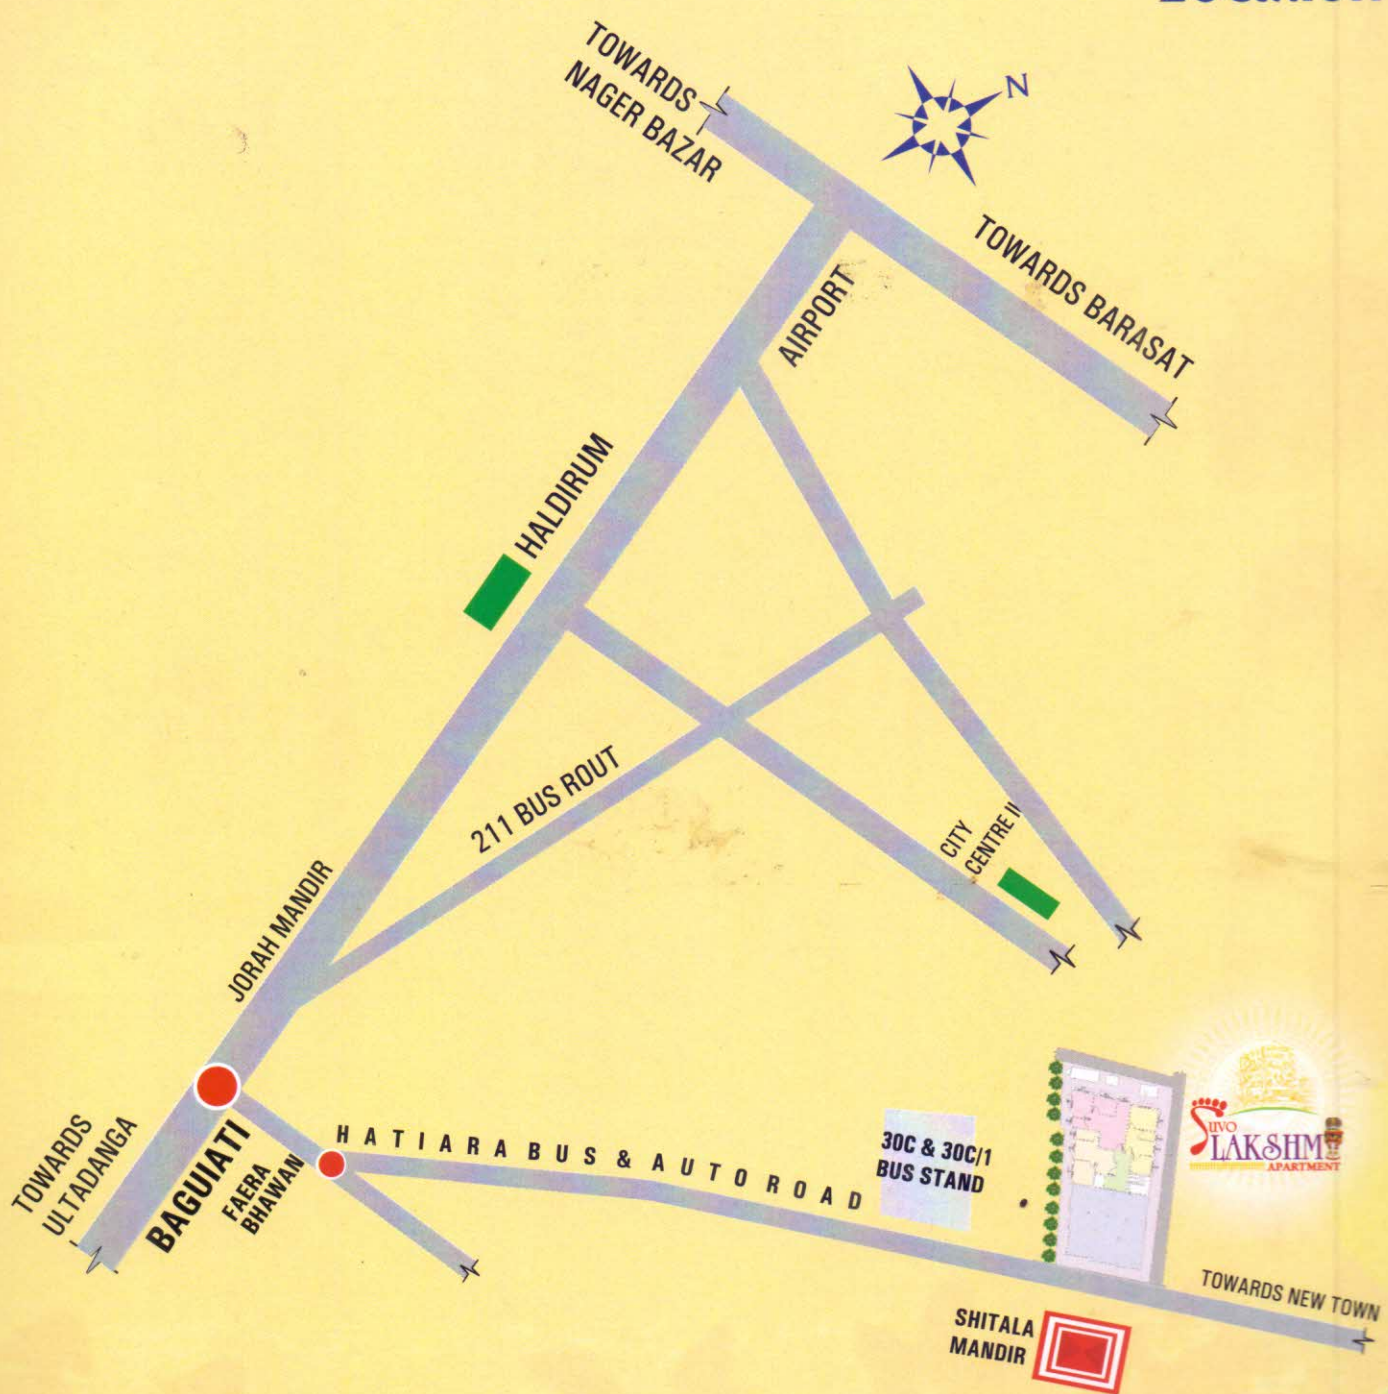 TOWARDS
NAGER BAZAR
N
TOWARDS BARASAT
AIRPORT
HALDIRUM
211 BUS ROUT
CITY
CENTRE II
JORAH MANDIR
TOWARDS
ULTADANGA
BAGUIATI
FAERA
BHAWAN
HATIARA BUS & AUTO ROAD
30C & 30C/1
BUS STAND
SUVO
LAKSHMI
APARTMENT
TOWARDS NEW TOWN
SHITALA
MANDIR